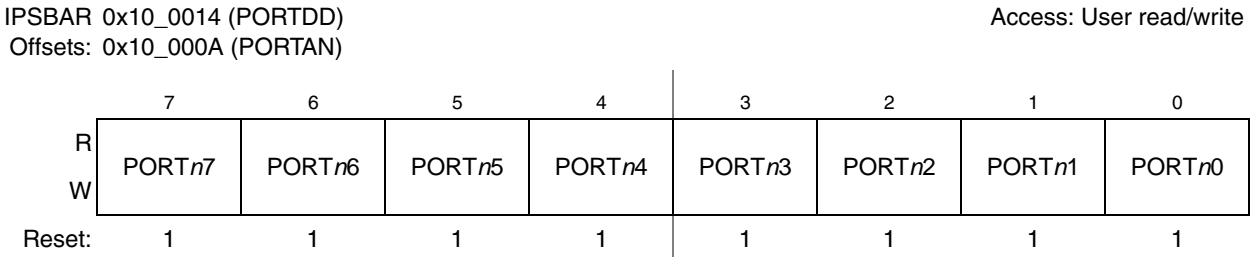 IPSBAR 0x10_0014 (PORTDD) Access: User read/write
Offsets: 0x10_000A (PORTAN)
7 6 5 4 3 2 1 0
R
PORTn7 PORTn6 PORTn5 PORTn4 PORTn3 PORTn2 PORTn1 PORTn0
W
Reset: 1 1 1 1 1 1 1 1